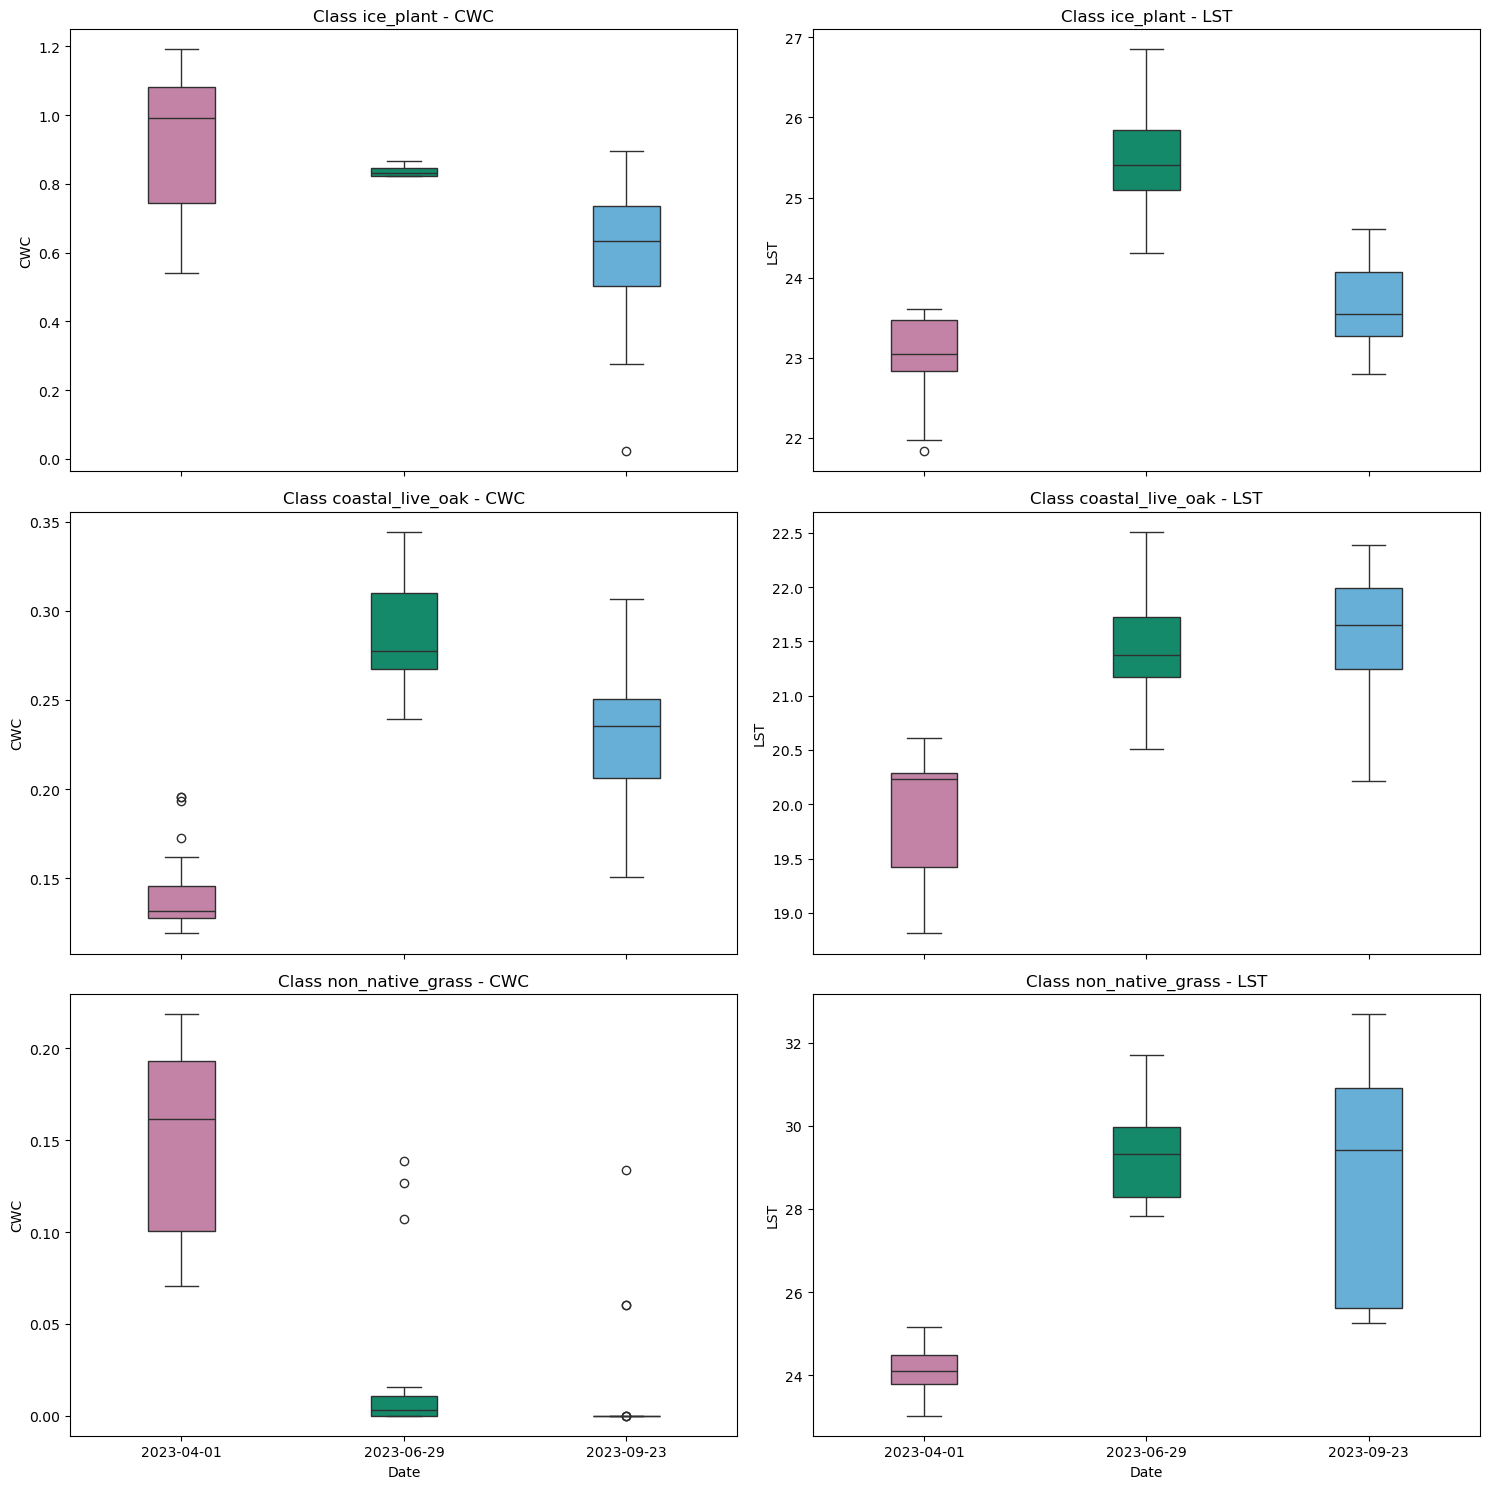 Class ice_plant - CWC
1.2
1.0
0.8
0.6
0.4
0.2
0.0
CWC
Class ice_plant - LST
27
26
25
24
23
22
LST
Class coastal_live_oak - CWC
0.35
0.30
0.25
0.20
0.15
CWC
Class coastal_live_oak - LST
22.5
22.0
21.5
21.0
20.5
20.0
19.5
19.0
LST
Class non_native_grass - CWC
0.20
0.15
0.10
0.05
0.00
CWC
2023-04-01 2023-06-29 2023-09-23
Date
Class non_native_grass - LST
32
30
28
26
24
LST
2023-04-01 2023-06-29 2023-09-23
Date